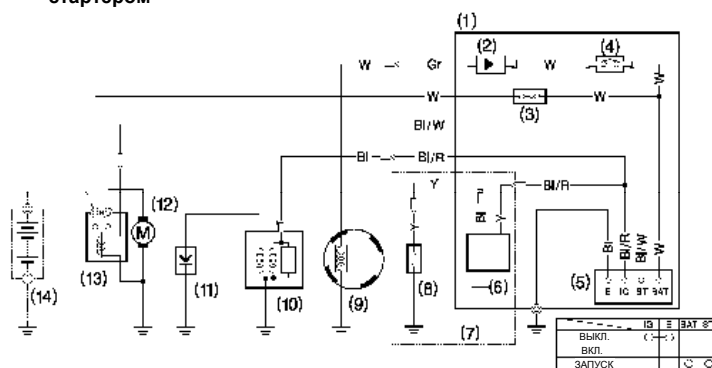 стартером
(1)
(2)
(4)
W Gr W
W
W W
(3)
Bl/W
Bl Bl/R
Y
Bl/R
(12)
M
Bl Y
Y
Bl Bl/R Bl/W W
(5)
E IG ST BAT
(14)
(13)
(11)
(10)
(9)
(8)
(6)
(7)
IG E BAT ST
ВЫКЛ.
ВКЛ.
ЗАПУСК